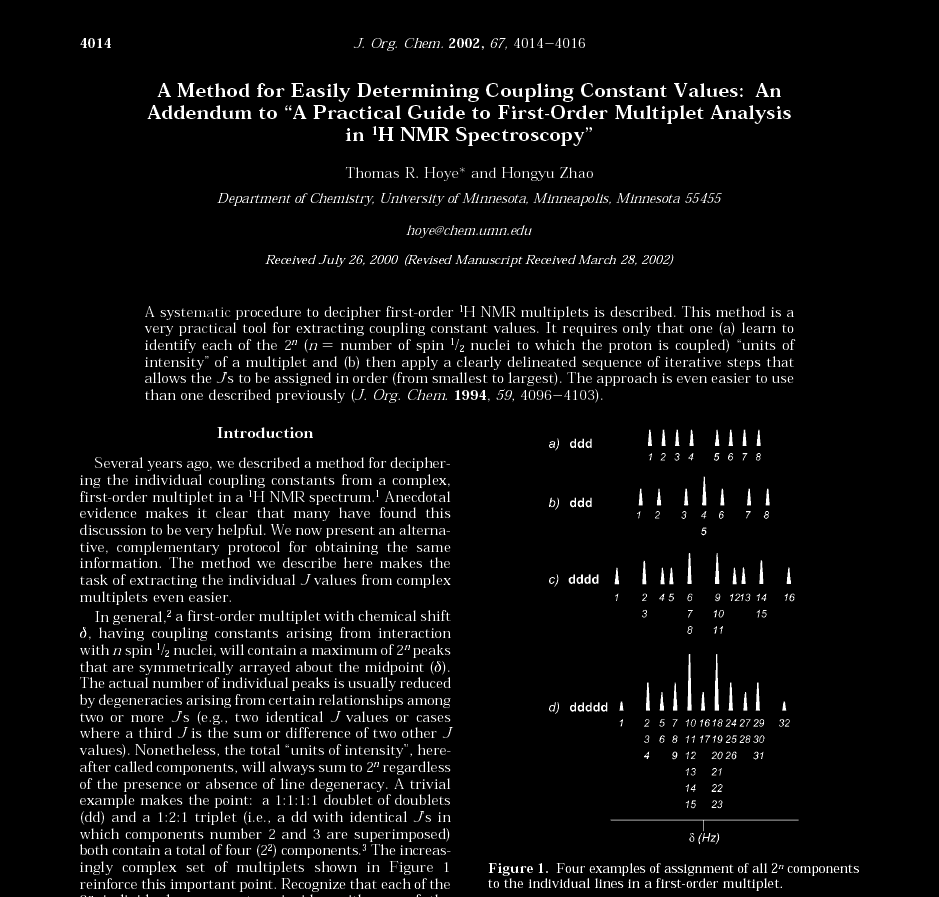 4014
J. Org. Chem. 2002, 67, 4014−4016
A Method for Easily Determining Coupling Constant Values: An
Addendum to “A Practical Guide to First-Order Multiplet Analysis
in ¹H NMR Spectroscopy”
Thomas R. Hoye* and Hongyu Zhao
Department of Chemistry, University of Minnesota, Minneapolis, Minnesota 55455
hoye@chem.umn.edu
Received July 26, 2000 (Revised Manuscript Received March 28, 2002)
A systematic procedure to decipher first-order ¹H NMR multiplets is described. This method is a
very practical tool for extracting coupling constant values. It requires only that one (a) learn to
identify each of the 2ⁿ (n = number of spin ¹/₂ nuclei to which the proton is coupled) “units of
intensity” of a multiplet and (b) then apply a clearly delineated sequence of iterative steps that
allows the J's to be assigned in order (from smallest to largest). The approach is even easier to use
than one described previously (J. Org. Chem. 1994, 59, 4096−4103).
Introduction
Several years ago, we described a method for decipher-
ing the individual coupling constants from a complex,
first-order multiplet in a ¹H NMR spectrum.¹ Anecdotal
evidence makes it clear that many have found this
discussion to be very helpful. We now present an alterna-
tive, complementary protocol for obtaining the same
information. The method we describe here makes the
task of extracting the individual J values from complex
multiplets even easier.
In general,² a first-order multiplet with chemical shift
δ, having coupling constants arising from interaction
with n spin ¹/₂ nuclei, will contain a maximum of 2ⁿ peaks
that are symmetrically arrayed about the midpoint (δ).
The actual number of individual peaks is usually reduced
by degeneracies arising from certain relationships among
two or more J's (e.g., two identical J values or cases
where a third J is the sum or difference of two other J
values). Nonetheless, the total “units of intensity”, here-
after called components, will always sum to 2ⁿ regardless
of the presence or absence of line degeneracy. A trivial
example makes the point: a 1:1:1:1 doublet of doublets
(dd) and a 1:2:1 triplet (i.e., a dd with identical J's in
which components number 2 and 3 are superimposed)
both contain a total of four (2²) components.³ The increas-
ingly complex set of multiplets shown in Figure 1
reinforce this important point. Recognize that each of the
a) ddd
1 2 3 4 5 6 7 8
b) ddd
1 2 3 4 6 7 8
5
c) dddd
1 2 4 5 6 9 12 13 14 16
3 7 10 15
8 11
d) ddddd
1 2 5 7 10 16 18 24 27 29 32
3 6 8 11 17 19 25 28 30
4 9 12 20 26 31
13 21
14 22
15 23
δ (Hz)
Figure 1. Four examples of assignment of all 2ⁿ components
to the individual lines in a first-order multiplet.